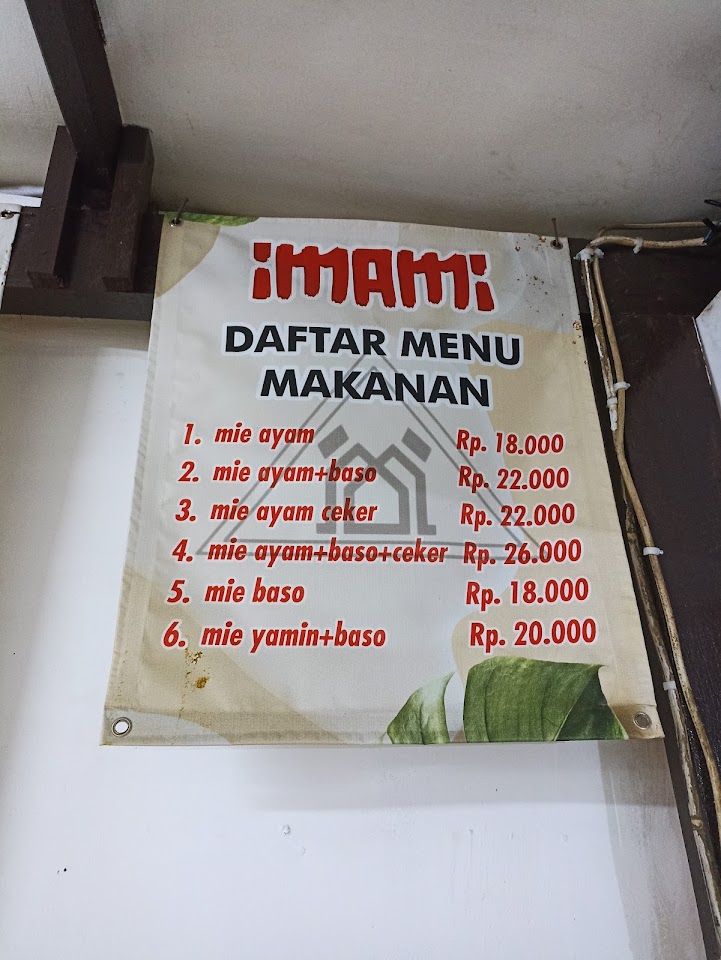 iMAMi
DAFTAR MENU
MAKANAN
1. mie ayam Rp. 18.000
2. mie ayam+baso Rp. 22.000
3. mie ayam ceker Rp. 22.000
4. mie ayam+baso+ceker Rp. 26.000
5. mie baso Rp. 18.000
6. mie yamin+baso Rp. 20.000